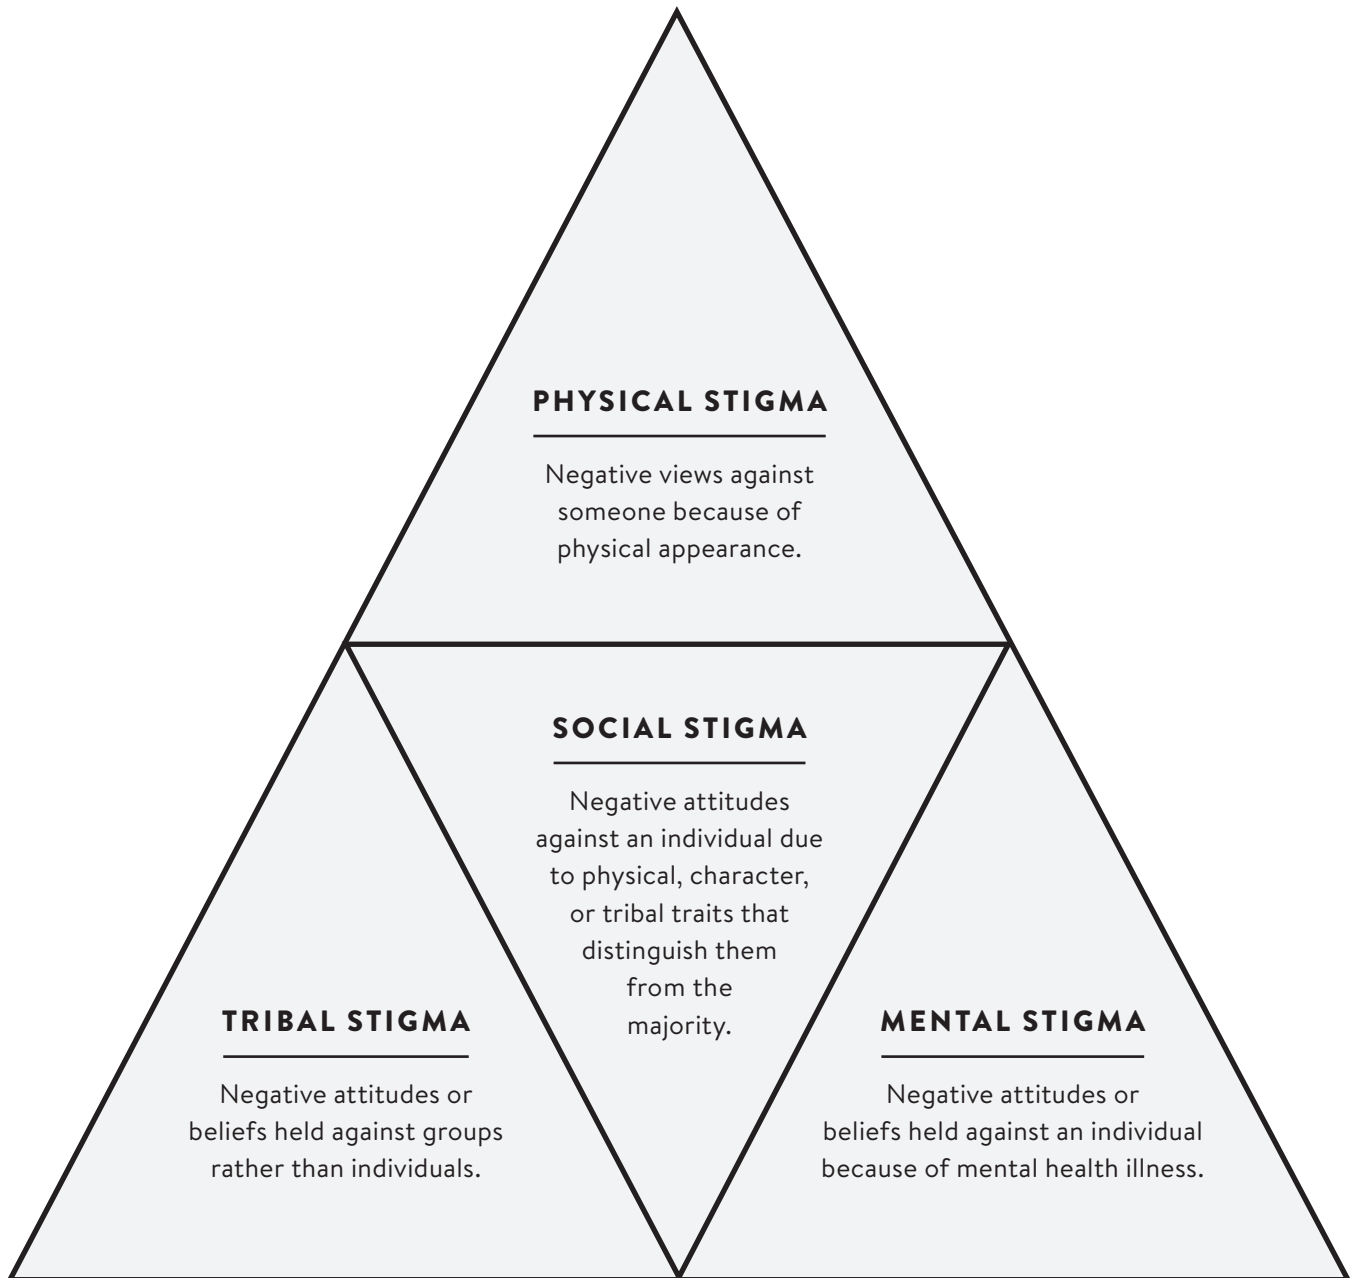 PHYSICAL STIGMA
Negative views against
someone because of
physical appearance.
SOCIAL STIGMA
Negative attitudes
against an individual due
to physical, character,
or tribal traits that
distinguish them
from the
majority.
TRIBAL STIGMA
Negative attitudes or
beliefs held against groups
rather than individuals.
MENTAL STIGMA
Negative attitudes or
beliefs held against an individual
because of mental health illness.